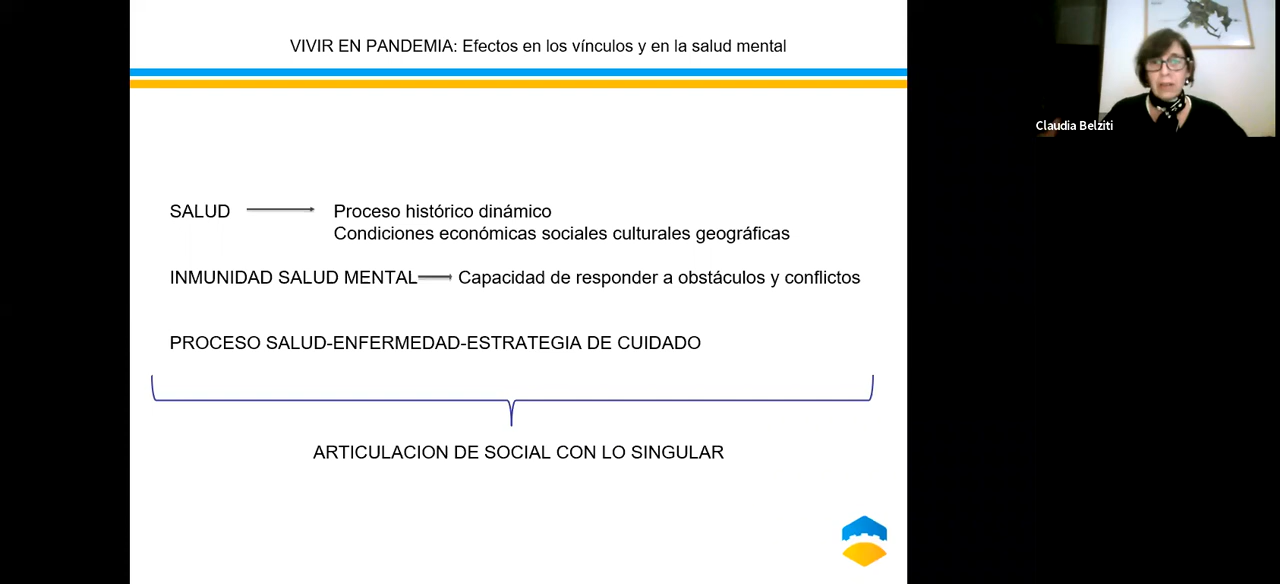 VIVIR EN PANDEMIA: Efectos en los vínculos y en la salud mental
Claudia Belziti
SALUD Proceso histórico dinámico
Condiciones económicas sociales culturales geográficas
INMUNIDAD SALUD MENTAL Capacidad de responder a obstáculos y conflictos
PROCESO SALUD-ENFERMEDAD-ESTRATEGIA DE CUIDADO
ARTICULACION DE SOCIAL CON LO SINGULAR